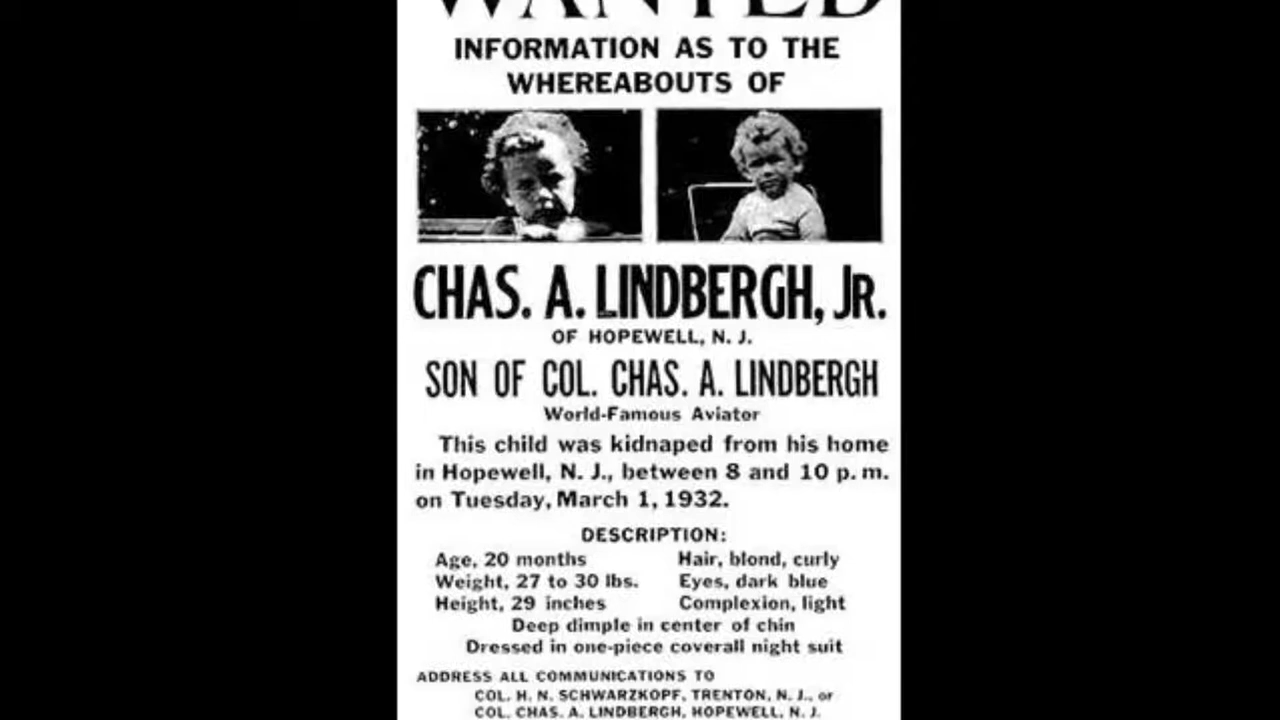 WANTED
INFORMATION AS TO THE
WHEREABOUTS OF
CHAS. A. LINDBERGH, JR.
OF HOPEWELL, N. J.
SON OF COL. CHAS. A. LINDBERGH
World-Famous Aviator
This child was kidnaped from his home
in Hopewell, N. J., between 8 and 10 p. m.
on Tuesday, March 1, 1932.
DESCRIPTION:
Age, 20 months Hair, blond, curly
Weight, 27 to 30 lbs. Eyes, dark blue
Height, 29 inches Complexion, light
Deep dimple in center of chin
Dressed in one-piece coverall night suit
ADDRESS ALL COMMUNICATIONS TO
COL. H. N. SCHWARZKOPF, TRENTON, N. J., or
COL. CHAS. A. LINDBERGH, HOPEWELL, N. J.